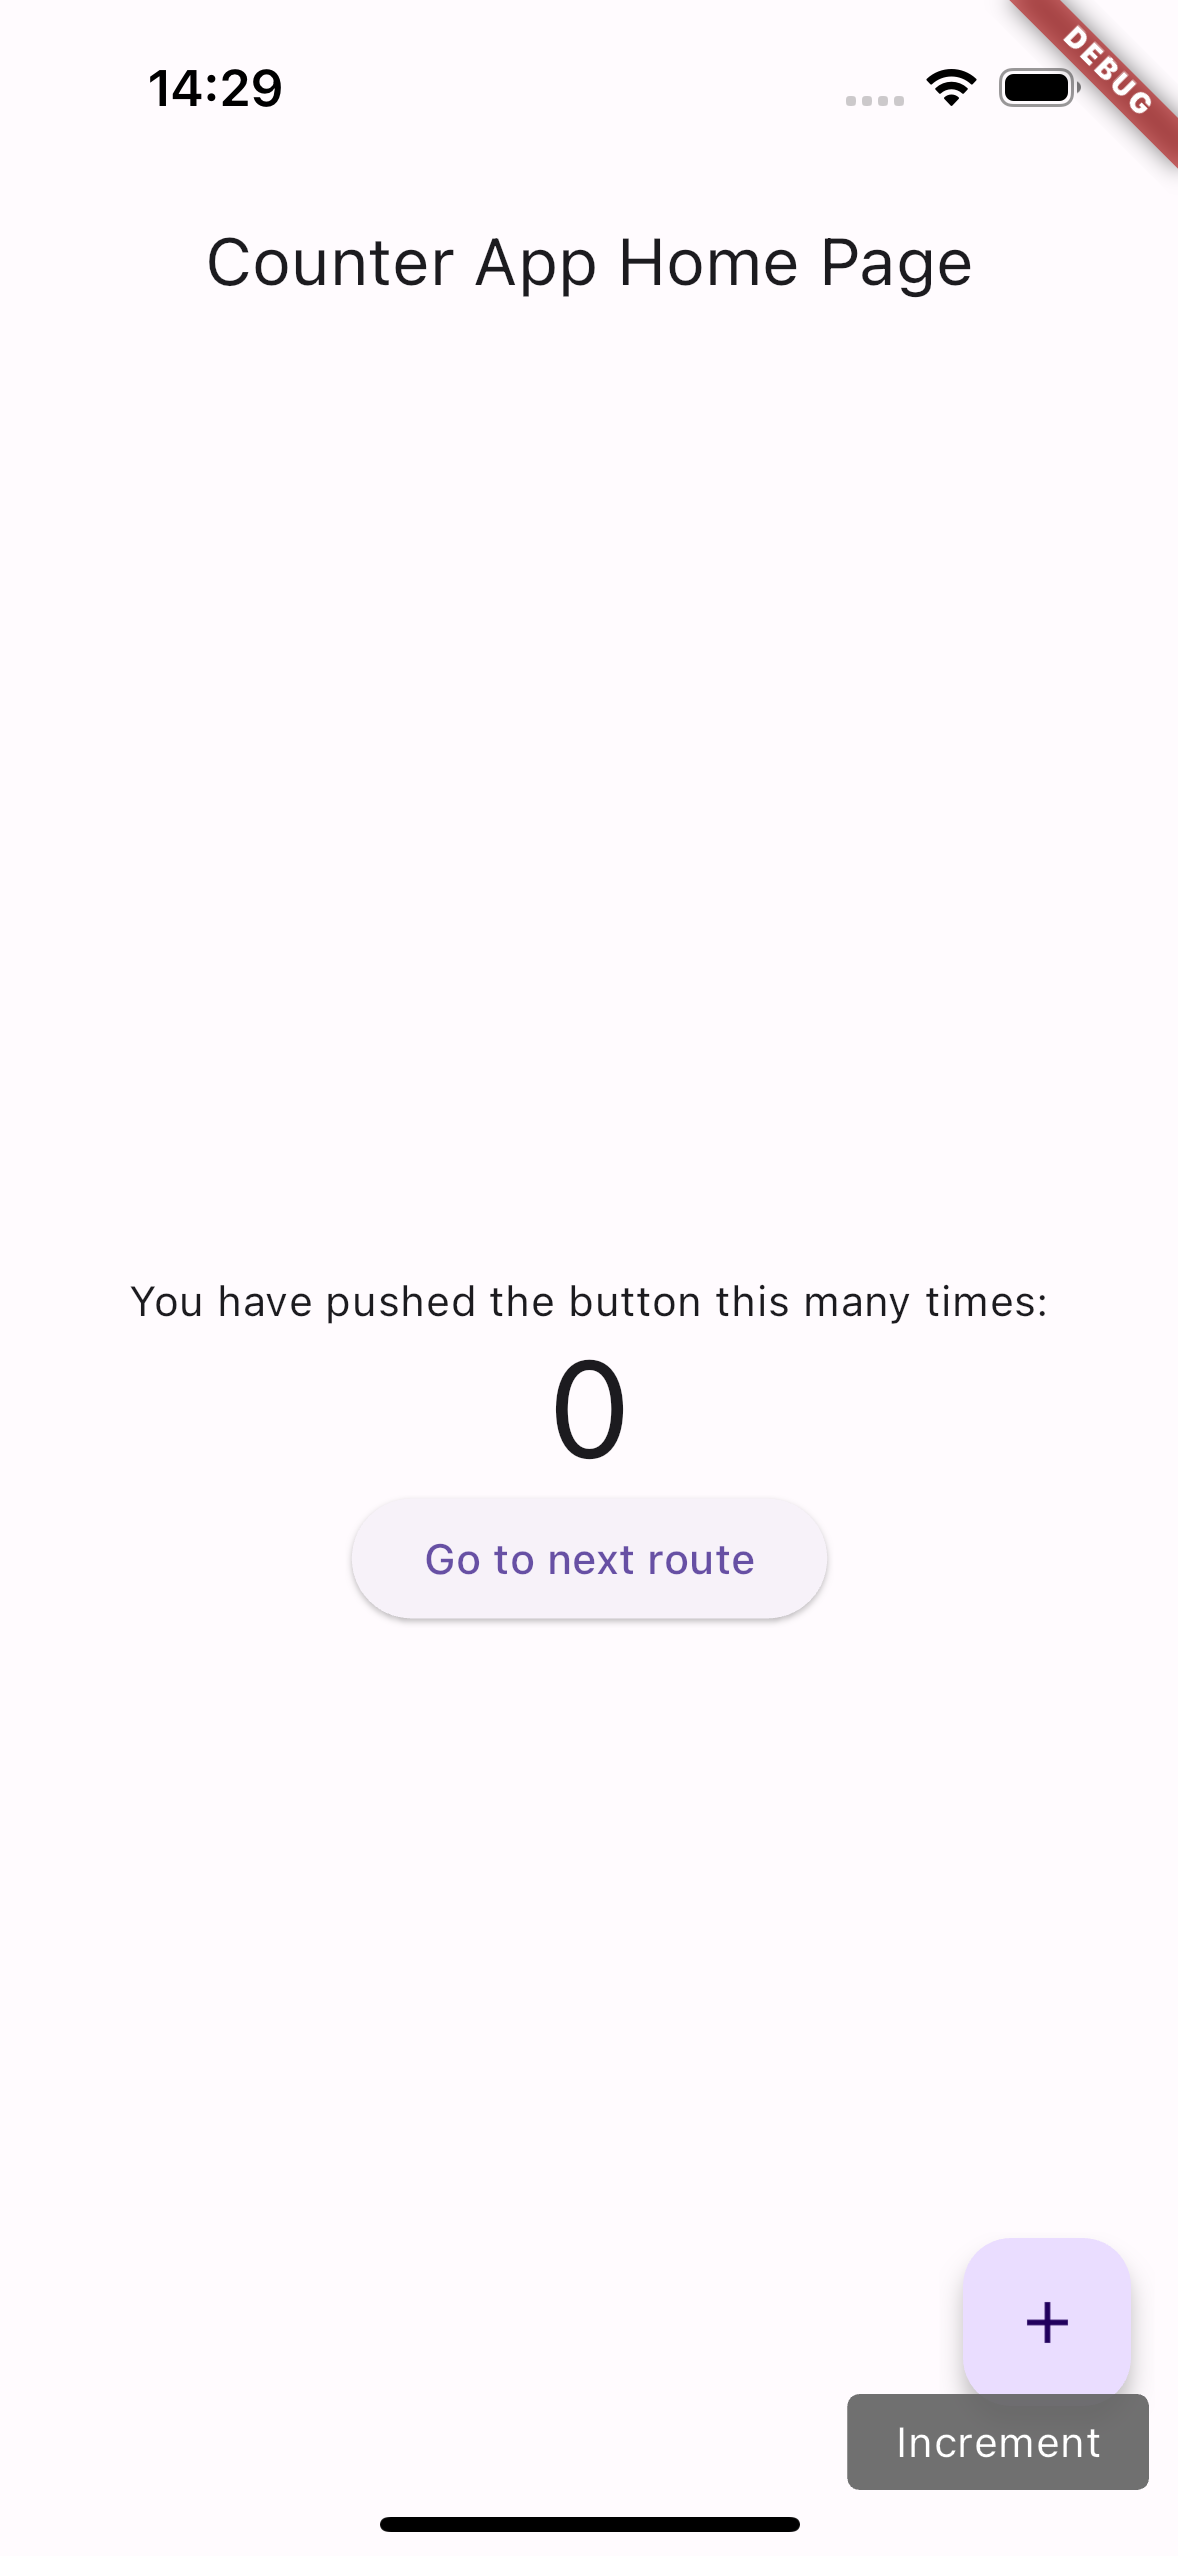 14:29
DEBUG
Counter App Home Page
You have pushed the button this many times:
0
Go to next route
+
Increment